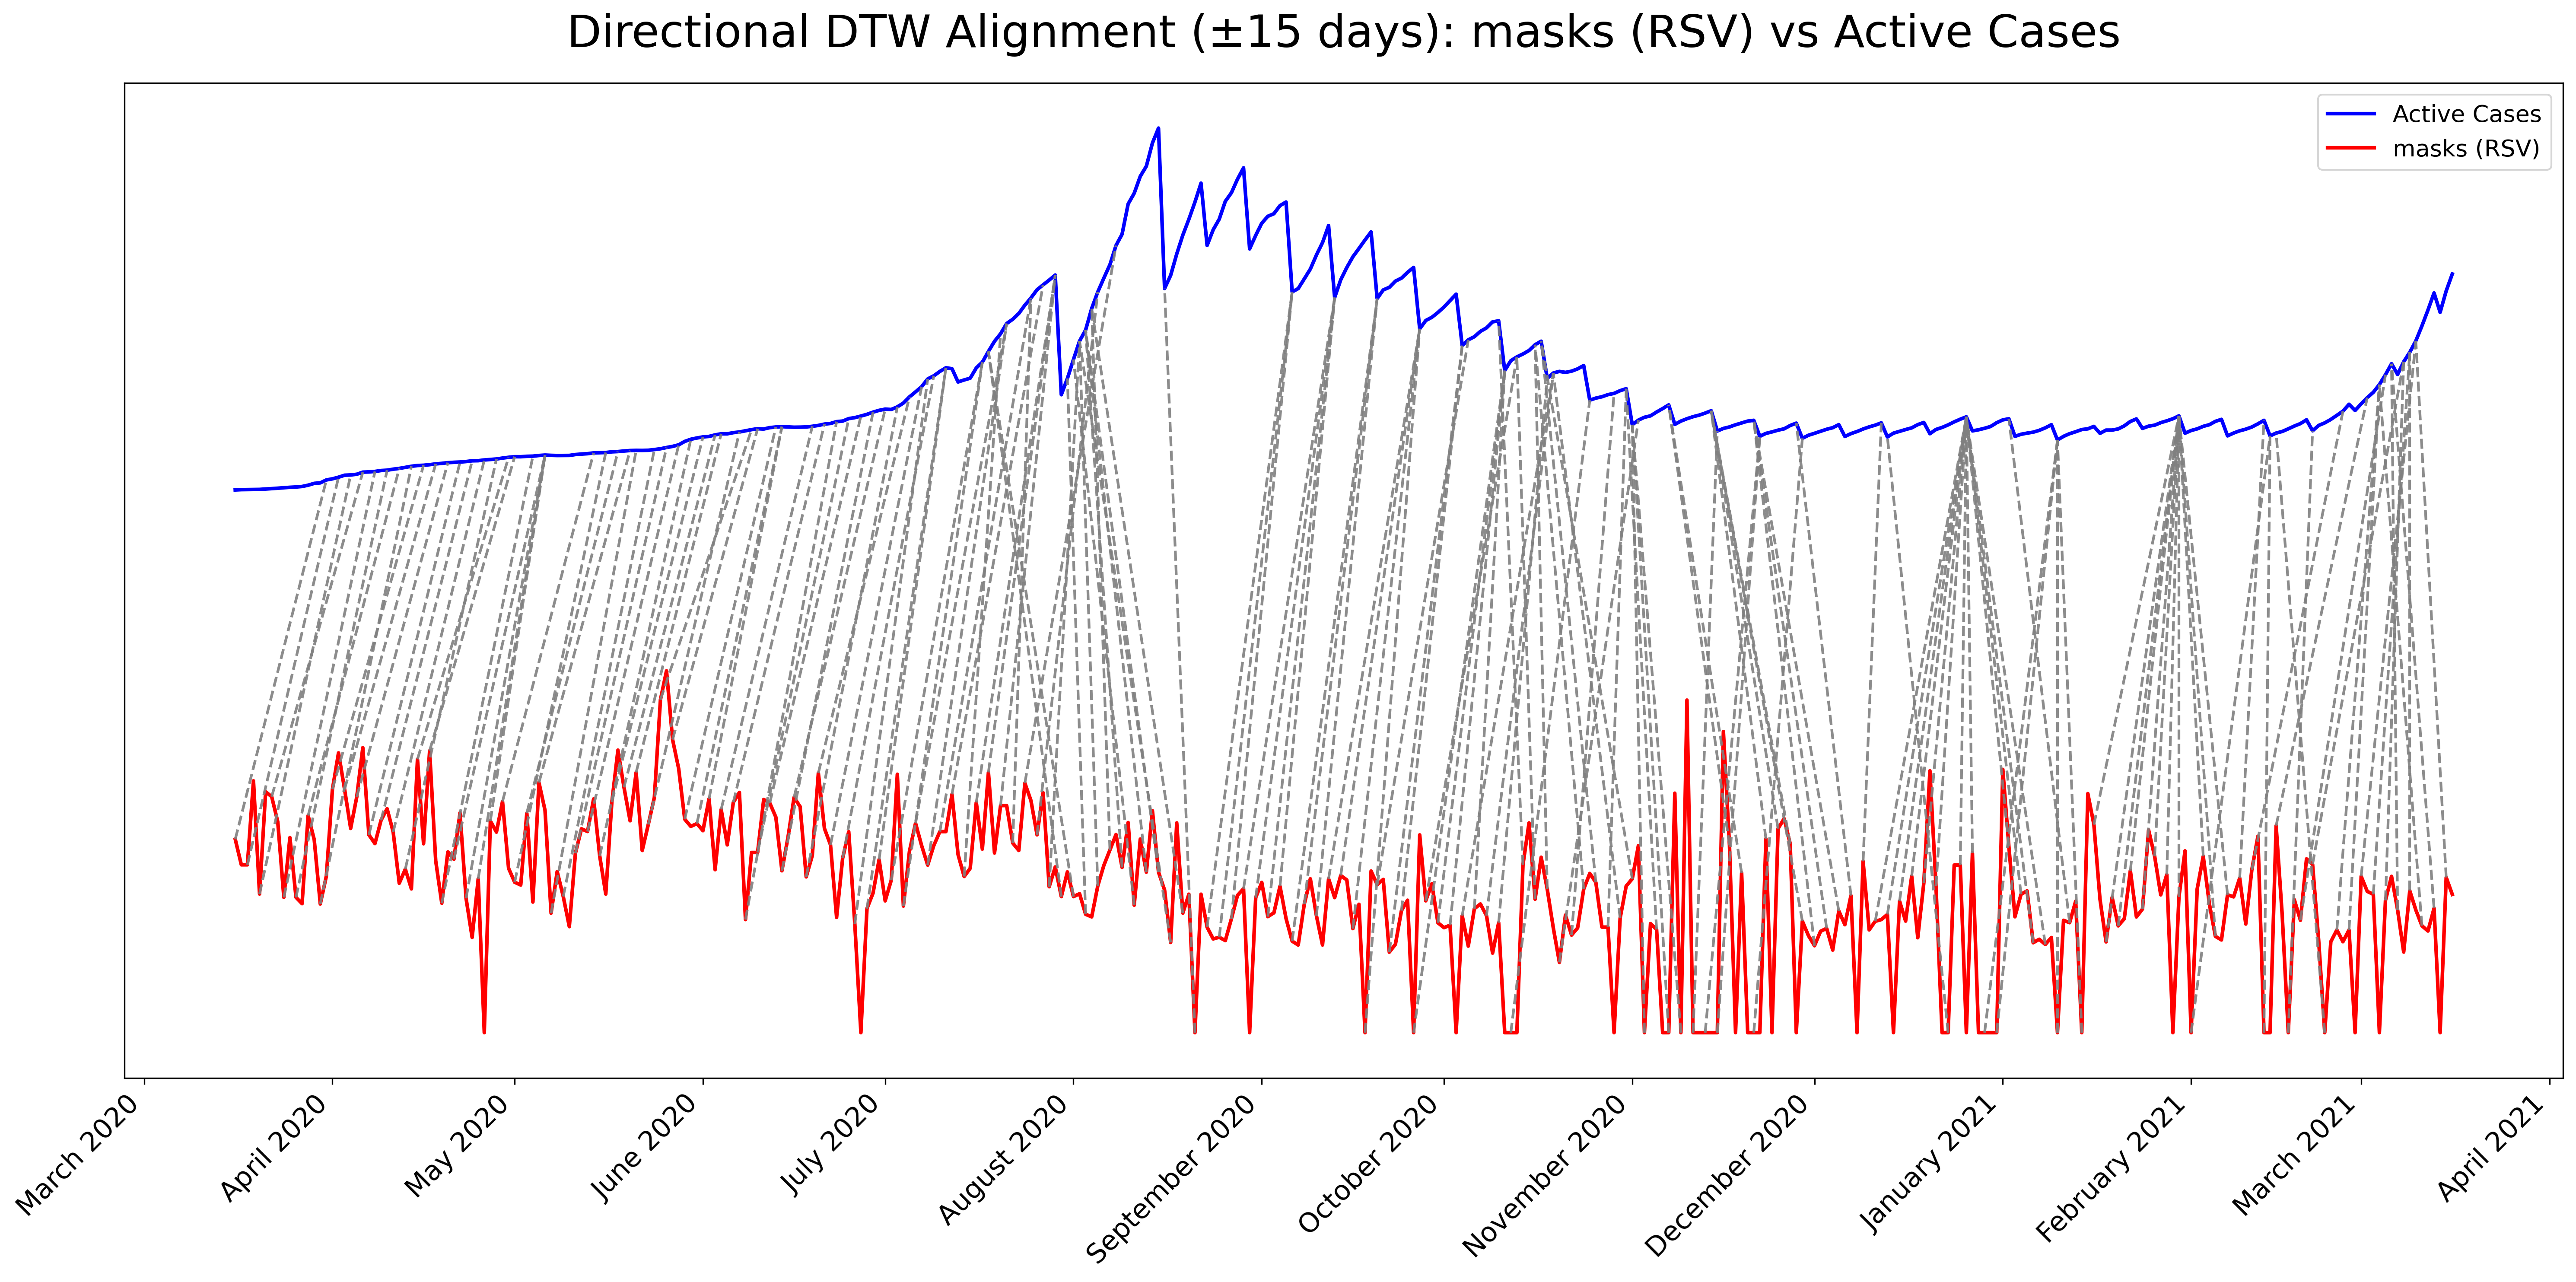 Directional DTW Alignment (±15 days): masks (RSV) vs Active Cases
Active Cases
masks (RSV)
March 2020
April 2020
May 2020
June 2020
July 2020
August 2020
September 2020
October 2020
November 2020
December 2020
January 2021
February 2021
March 2021
April 2021